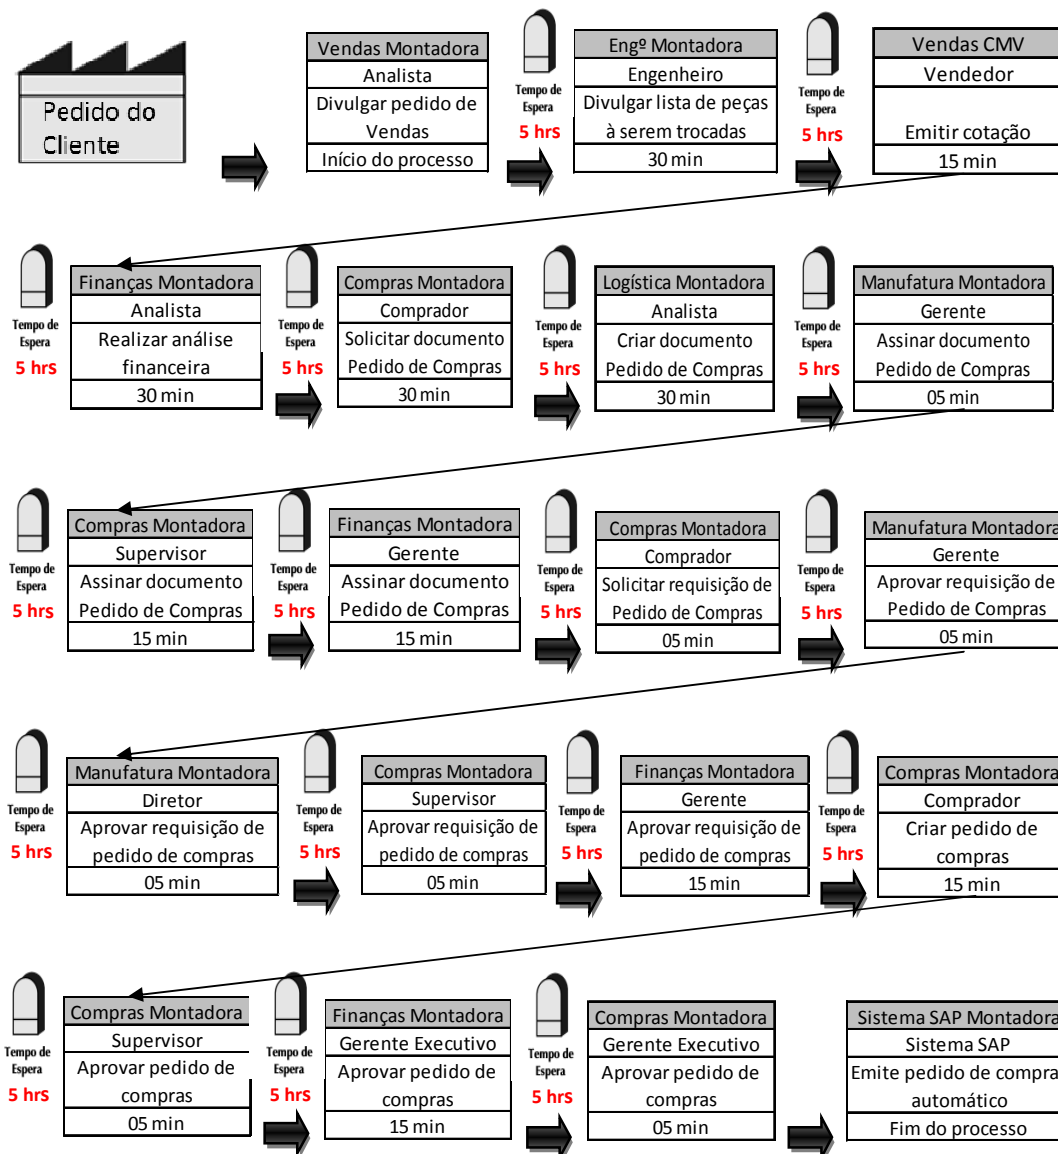 Pedido do
Cliente
Vendas Montadora
Analista
Divulgar pedido de
Vendas
Início do processo
Tempo de
Espera
5 hrs
Engº Montadora
Engenheiro
Divulgar lista de peças
à serem trocadas
30 min
Tempo de
Espera
5 hrs
Vendas CMV
Vendedor
Emitir cotação
15 min
Tempo de
Espera
5 hrs
Finanças Montadora
Analista
Realizar análise
financeira
30 min
Tempo de
Espera
5 hrs
Compras Montadora
Comprador
Solicitar documento
Pedido de Compras
30 min
Tempo de
Espera
5 hrs
Logística Montadora
Analista
Criar documento
Pedido de Compras
30 min
Tempo de
Espera
5 hrs
Manufatura Montadora
Gerente
Assinar documento
Pedido de Compras
05 min
Tempo de
Espera
5 hrs
Compras Montadora
Supervisor
Assinar documento
Pedido de Compras
15 min
Tempo de
Espera
5 hrs
Finanças Montadora
Gerente
Assinar documento
Pedido de Compras
15 min
Tempo de
Espera
5 hrs
Compras Montadora
Comprador
Solicitar requisição de
Pedido de Compras
05 min
Tempo de
Espera
5 hrs
Manufatura Montadora
Gerente
Aprovar requisição de
Pedido de Compras
05 min
Tempo de
Espera
5 hrs
Manufatura Montadora
Diretor
Aprovar requisição de
pedido de compras
05 min
Tempo de
Espera
5 hrs
Compras Montadora
Supervisor
Aprovar requisição de
pedido de compras
05 min
Tempo de
Espera
5 hrs
Finanças Montadora
Gerente
Aprovar requisição de
pedido de compras
15 min
Tempo de
Espera
5 hrs
Compras Montadora
Comprador
Criar pedido de
compras
15 min
Tempo de
Espera
5 hrs
Compras Montadora
Supervisor
Aprovar pedido de
compras
05 min
Tempo de
Espera
5 hrs
Finanças Montadora
Gerente Executivo
Aprovar pedido de
compras
15 min
Tempo de
Espera
5 hrs
Compras Montadora
Gerente Executivo
Aprovar pedido de
compras
05 min
Sistema SAP Montadora
Sistema SAP
Emite pedido de compra
automático
Fim do processo